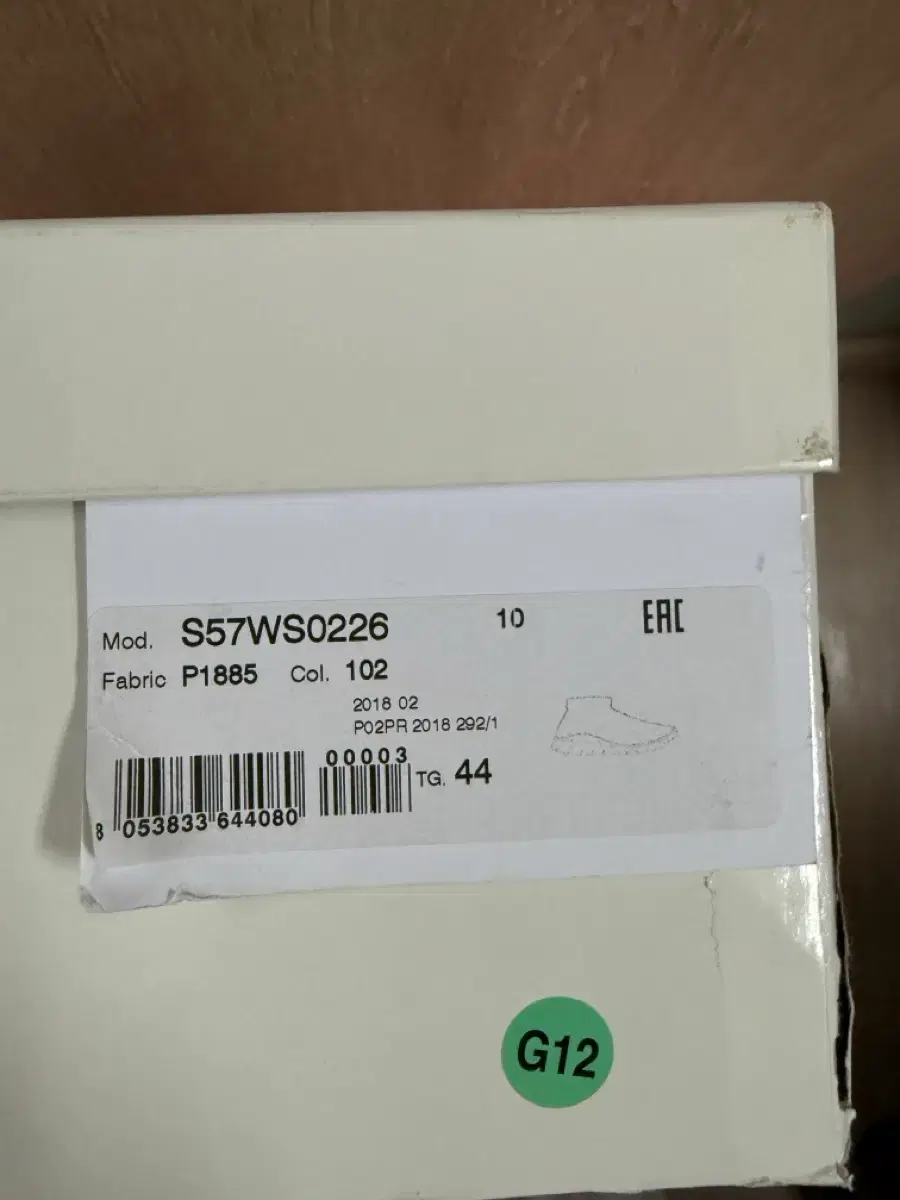 Mod. S57WS0226 10 EAC
Fabric P1885 Col. 102
2018 02
P02PR 2018 292/1
00003
TG. 44
8 053833 644080
G12